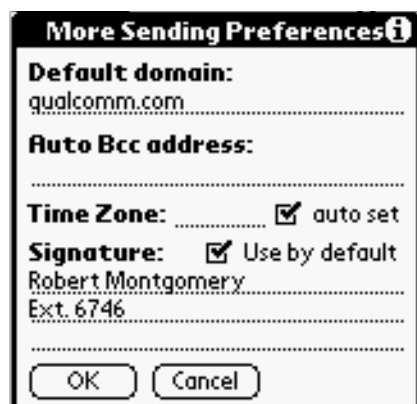 More Sending Preferences i
Default domain:
qualcomm.com
Auto Bcc address:
Time Zone: auto set
Signature: Use by default
Robert Montgomery
Ext. 6746
OK Cancel